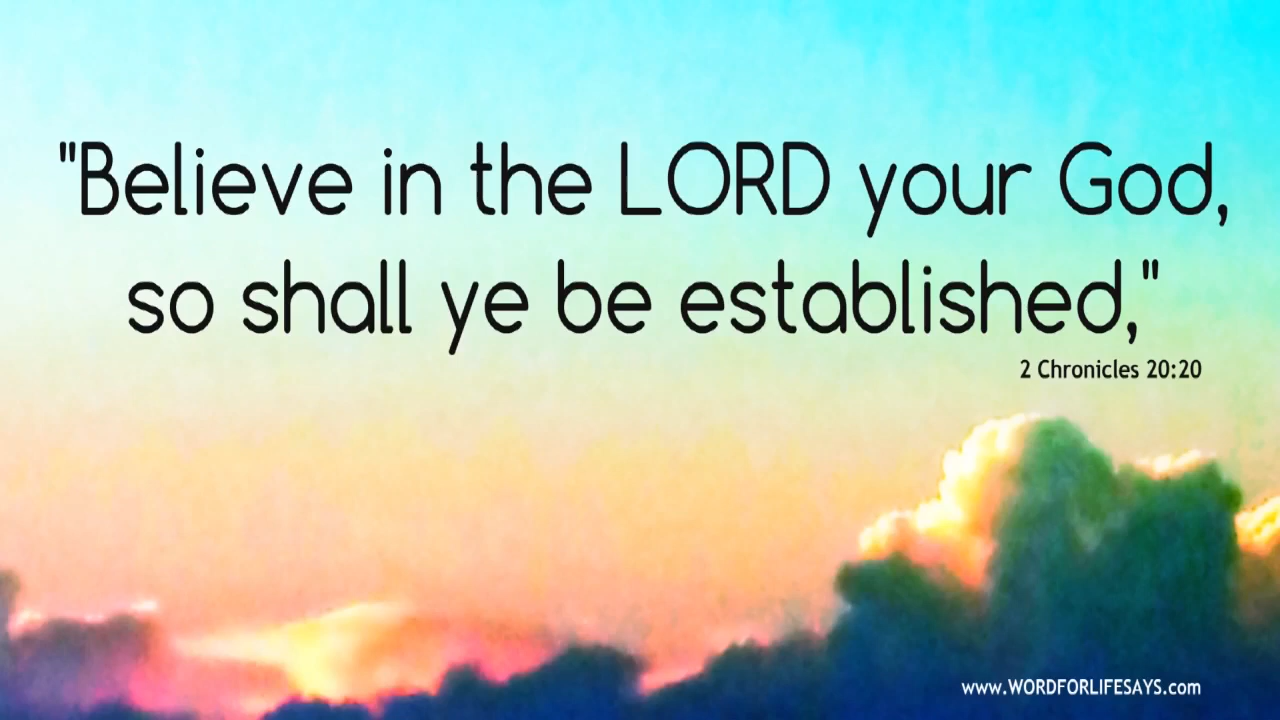 "Believe in the LORD your God,
so shall ye be established,"
2 Chronicles 20:20
www.WORDFORLIFESAYS.com